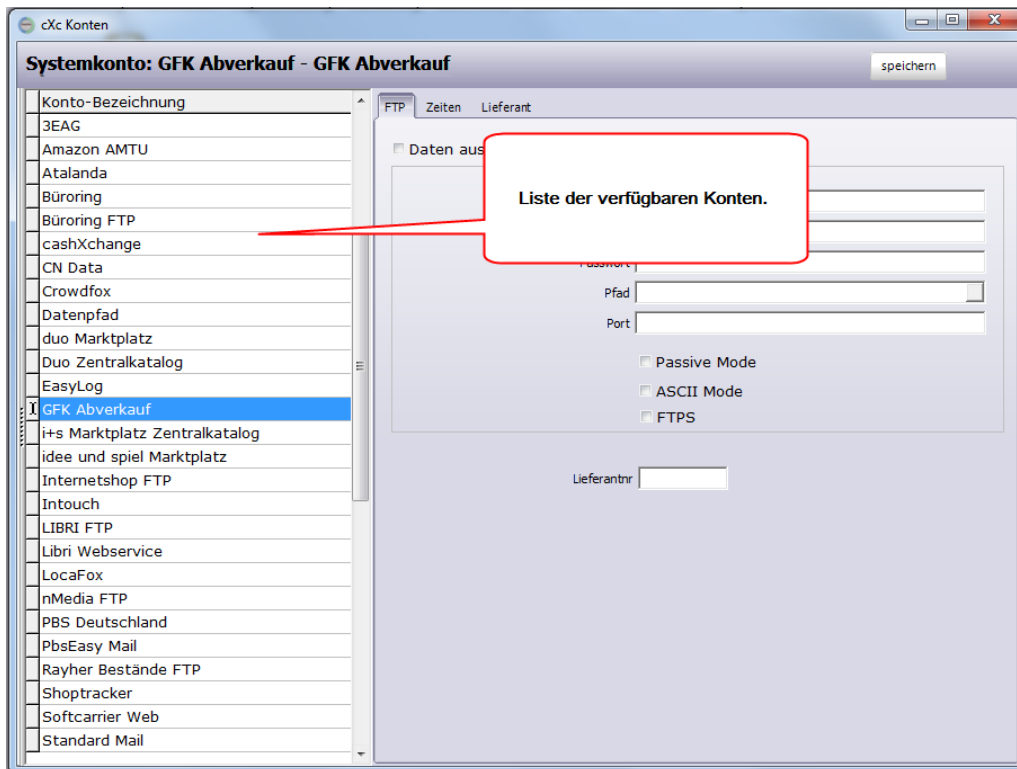 cXc Konten
Systemkonto: GFK Abverkauf - GFK Abverkauf
speichern
Konto-Bezeichnung
3EAG
Amazon AMTU
Atalanda
Büroring
Büroring FTP
cashXchange
CN Data
Crowdfox
Datenpfad
duo Marktplatz
Duo Zentralkatalog
EasyLog
GFK Abverkauf
i+s Marktplatz Zentralkatalog
idee und spiel Marktplatz
Internetshop FTP
Intouch
LIBRI FTP
Libri Webservice
LocaFox
nMedia FTP
PBS Deutschland
PbsEasy Mail
Rayher Bestände FTP
Shoptracker
Softcarrier Web
Standard Mail
FTP Zeiten Lieferant
Daten aus
Liste der verfügbaren Konten.
Passwort
Pfad
Port
Passive Mode
ASCII Mode
FTPS
Lieferantnr